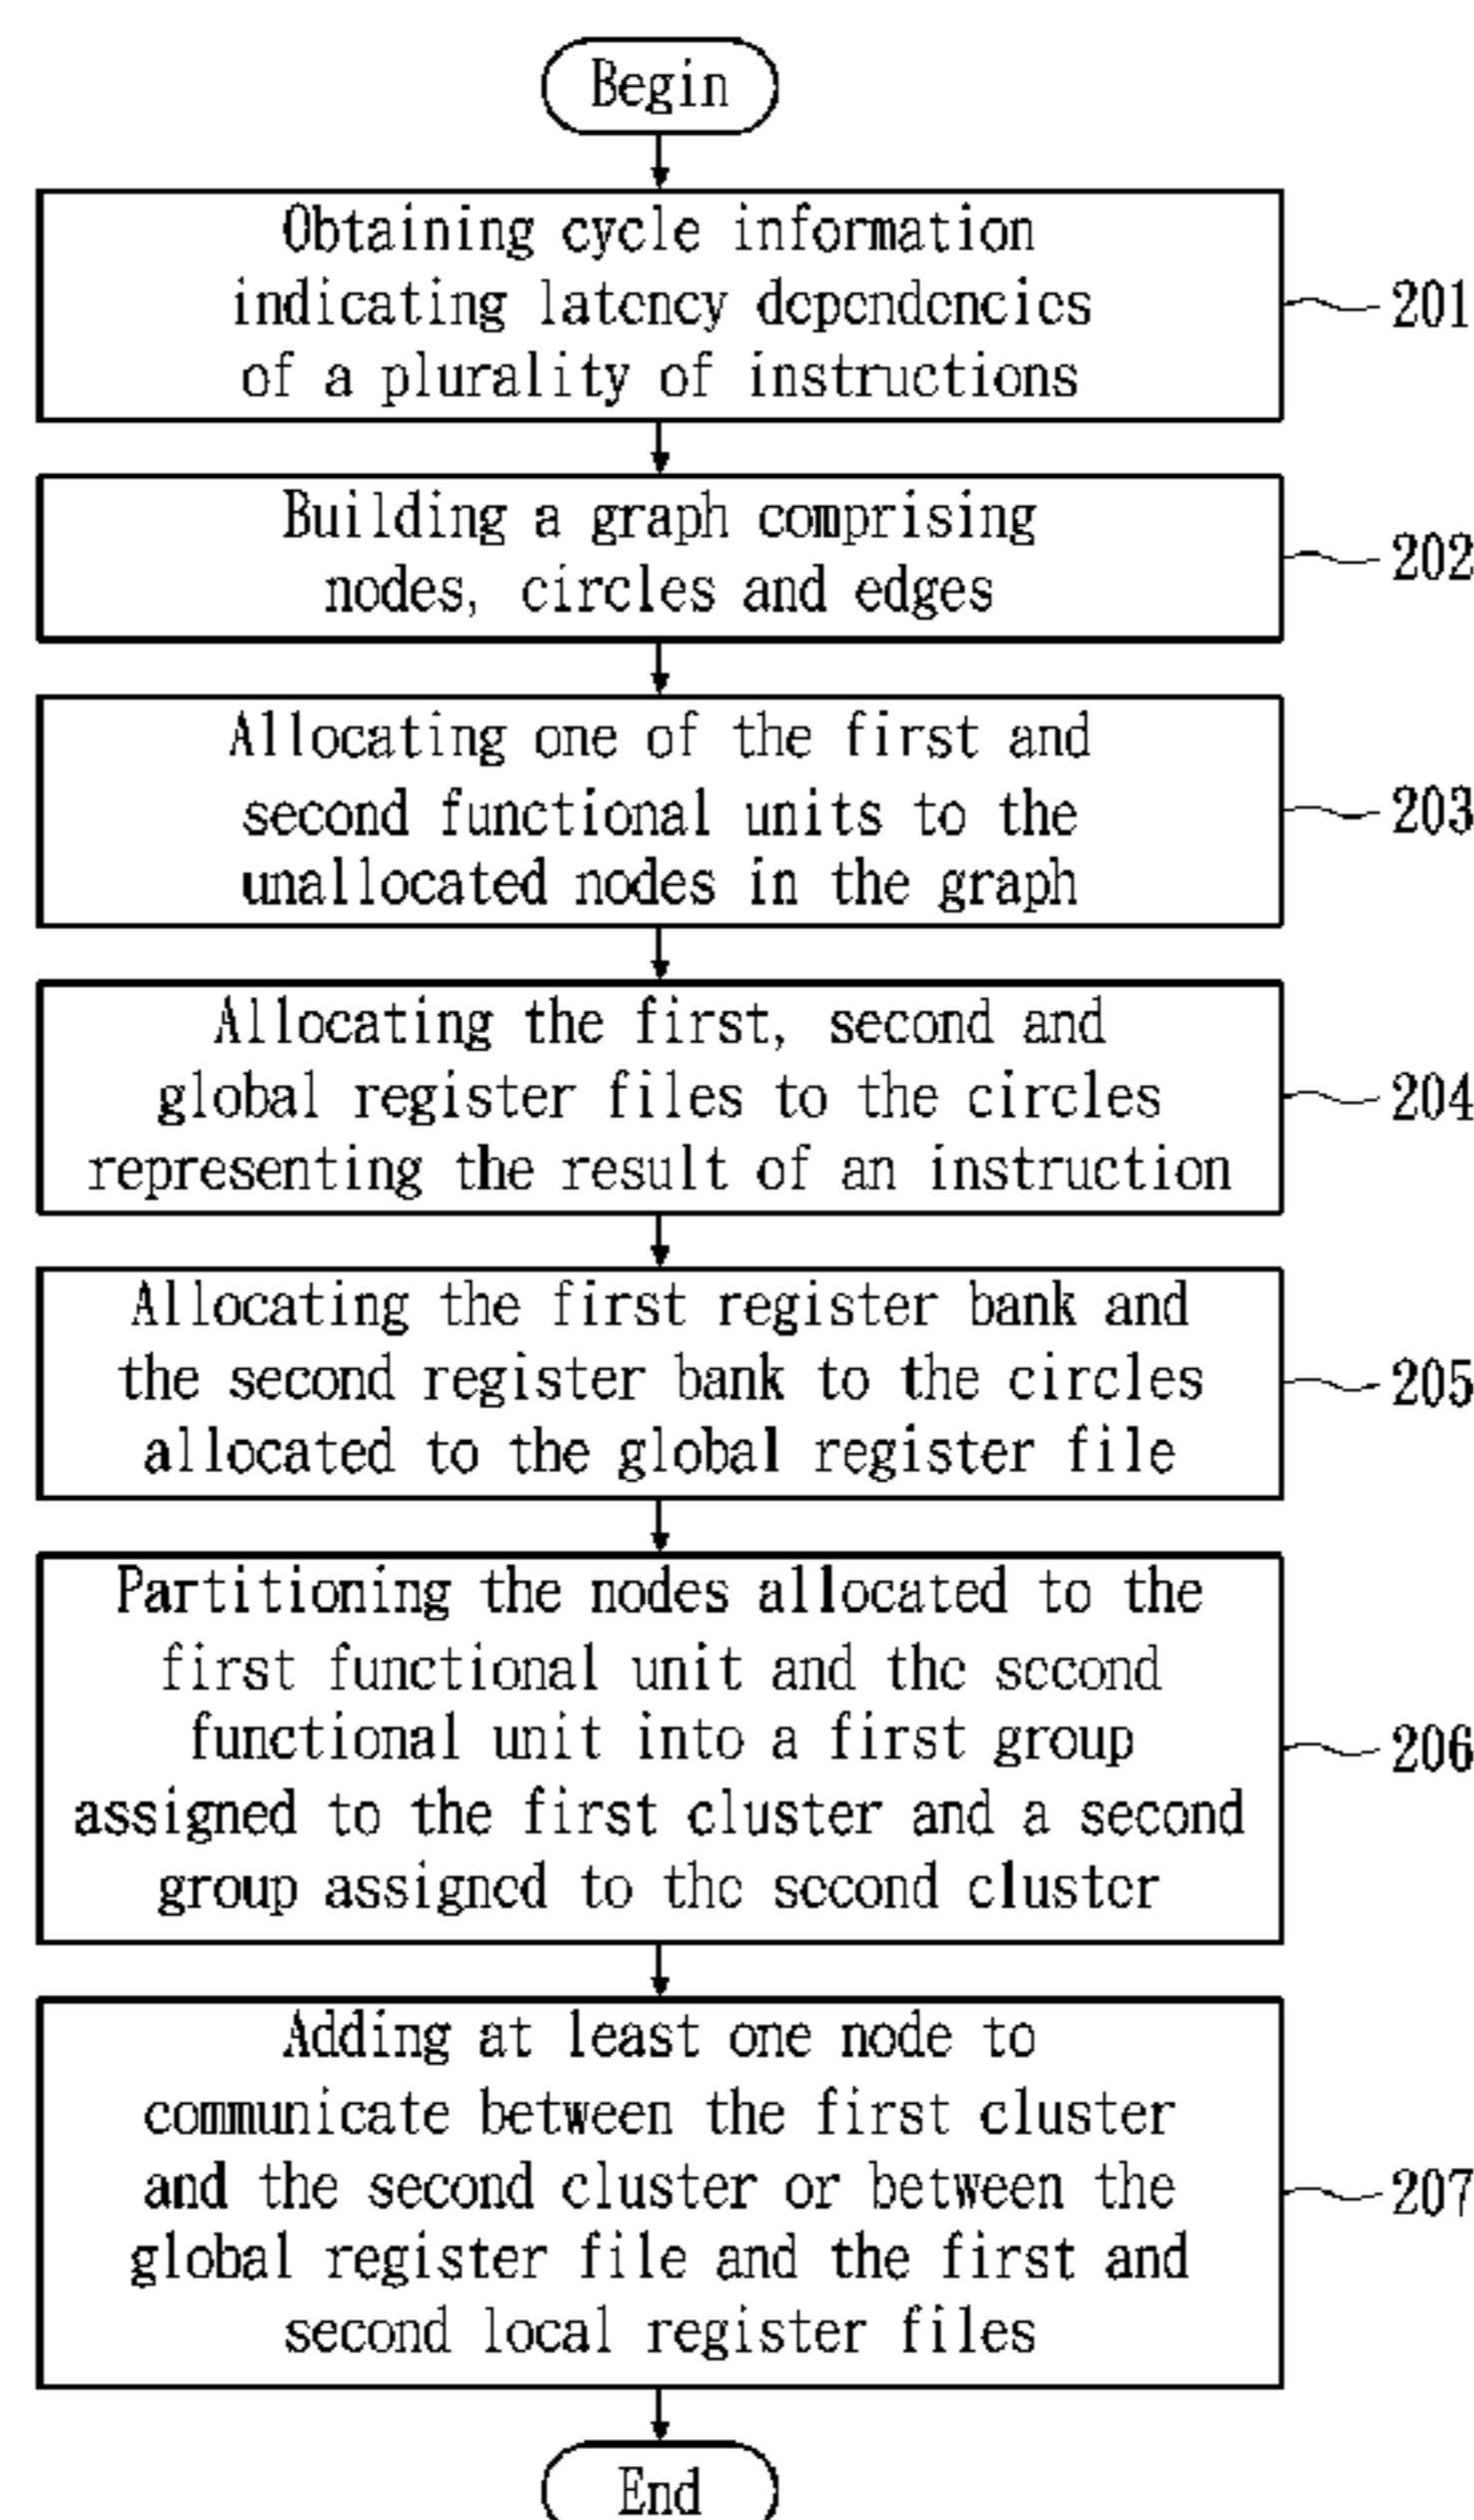 Begin
Obtaining cycle information
indicating latency dependencies
of a plurality of instructions
201
Building a graph comprising
nodes, circles and edges
202
Allocating one of the first and
second functional units to the
unallocated nodes in the graph
203
Allocating the first, second and
global register files to the circles
representing the result of an instruction
204
Allocating the first register bank and
the second register bank to the circles
allocated to the global register file
205
Partitioning the nodes allocated to the
first functional unit and the second
functional unit into a first group
assigned to the first cluster and a second
group assigned to the second cluster
206
Adding at least one node to
communicate between the first cluster
and the second cluster or between the
global register file and the first and
second local register files
207
End